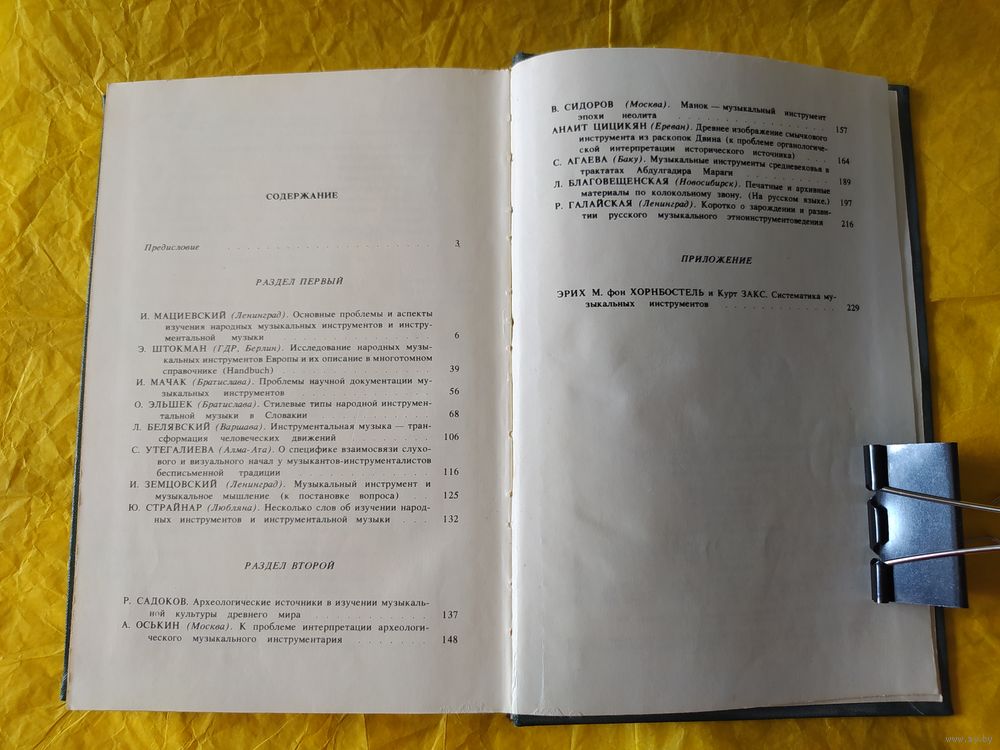 СОДЕРЖАНИЕ
Предисловие . . . . . . . . . . . . . . . . . . 3
РАЗДЕЛ ПЕРВЫЙ
И. МАЦИЕВСКИЙ (Ленинград). Основные проблемы и аспекты
изучения народных музыкальных инструментов и инстру-
ментальной музыки . . . . . . . . . . . . . . 6
Э. ШТОКМАН (ГДР, Берлин). Исследование народных музы-
кальных инструментов Европы и их описание в многотомном
справочнике (Handbuch) . . . . . . . . . . . . . 39
И. МАЧАК (Братислава). Проблемы научной документации му-
зыкальных инструментов . . . . . . . . . . . . 56
О. ЭЛЬШЕК (Братислава). Стилевые типы народной инструмен-
тальной музыки в Словакии . . . . . . . . . . 68
Л. БЕЛЯВСКИЙ (Варшава). Инструментальная музыка — тран-
сформация человеческих движений . . . . . . . . 106
С. УТЕГАЛИЕВА (Алма-Ата). О специфике взаимосвязи слухо-
вого и визуального начал у музыкантов-инструменталистов
бесписьменной традиции . . . . . . . . . . . 116
И. ЗЕМЦОВСКИЙ (Ленинград). Музыкальный инструмент и
музыкальное мышление (к постановке вопроса) . . 125
Ю. СТРАЙНАР (Любляна). Несколько слов об изучении народ-
ных инструментов и инструментальной музыки . . . 132
РАЗДЕЛ ВТОРОЙ
Р. САДОКОВ. Археологические источники в изучении музыкаль-
ной культуры древнего мира . . . . . . . . . . . 137
А. ОСЬКИН (Москва). К проблеме интерпретации археологи-
ческого музыкального инструментария . . . . . . . 148
В. СИДОРОВ (Москва). Манок — музыкальный инструмент
эпохи неолита . . . . . . . . . . . . . . . 157
АНАИТ ЦИЦИКЯН (Ереван). Древнее изображение смычкового
инструмента из раскопок Двина (к проблеме органологиче-
ской интерпретации исторического источника) . . . 164
С. АГАЕВА (Баку). Музыкальные инструменты средневековья в
трактатах Абдулгадира Мараги . . . . . . . . . 189
Л. БЛАГОВЕЩЕНСКАЯ (Новосибирск). Печатные и архивные
материалы по колокольному звону. (На русском языке.) 197
Р. ГАЛАЙСКАЯ (Ленинград). Коротко о зарождении и разви-
тии русского музыкального этноинструментоведения 216
ПРИЛОЖЕНИЕ
ЭРИХ М. фон ХОРНБОСТЕЛЬ и Курт ЗАКС. Систематика му-
зыкальных инструментов . . . . . . . . . . . . 229
www.ay.by